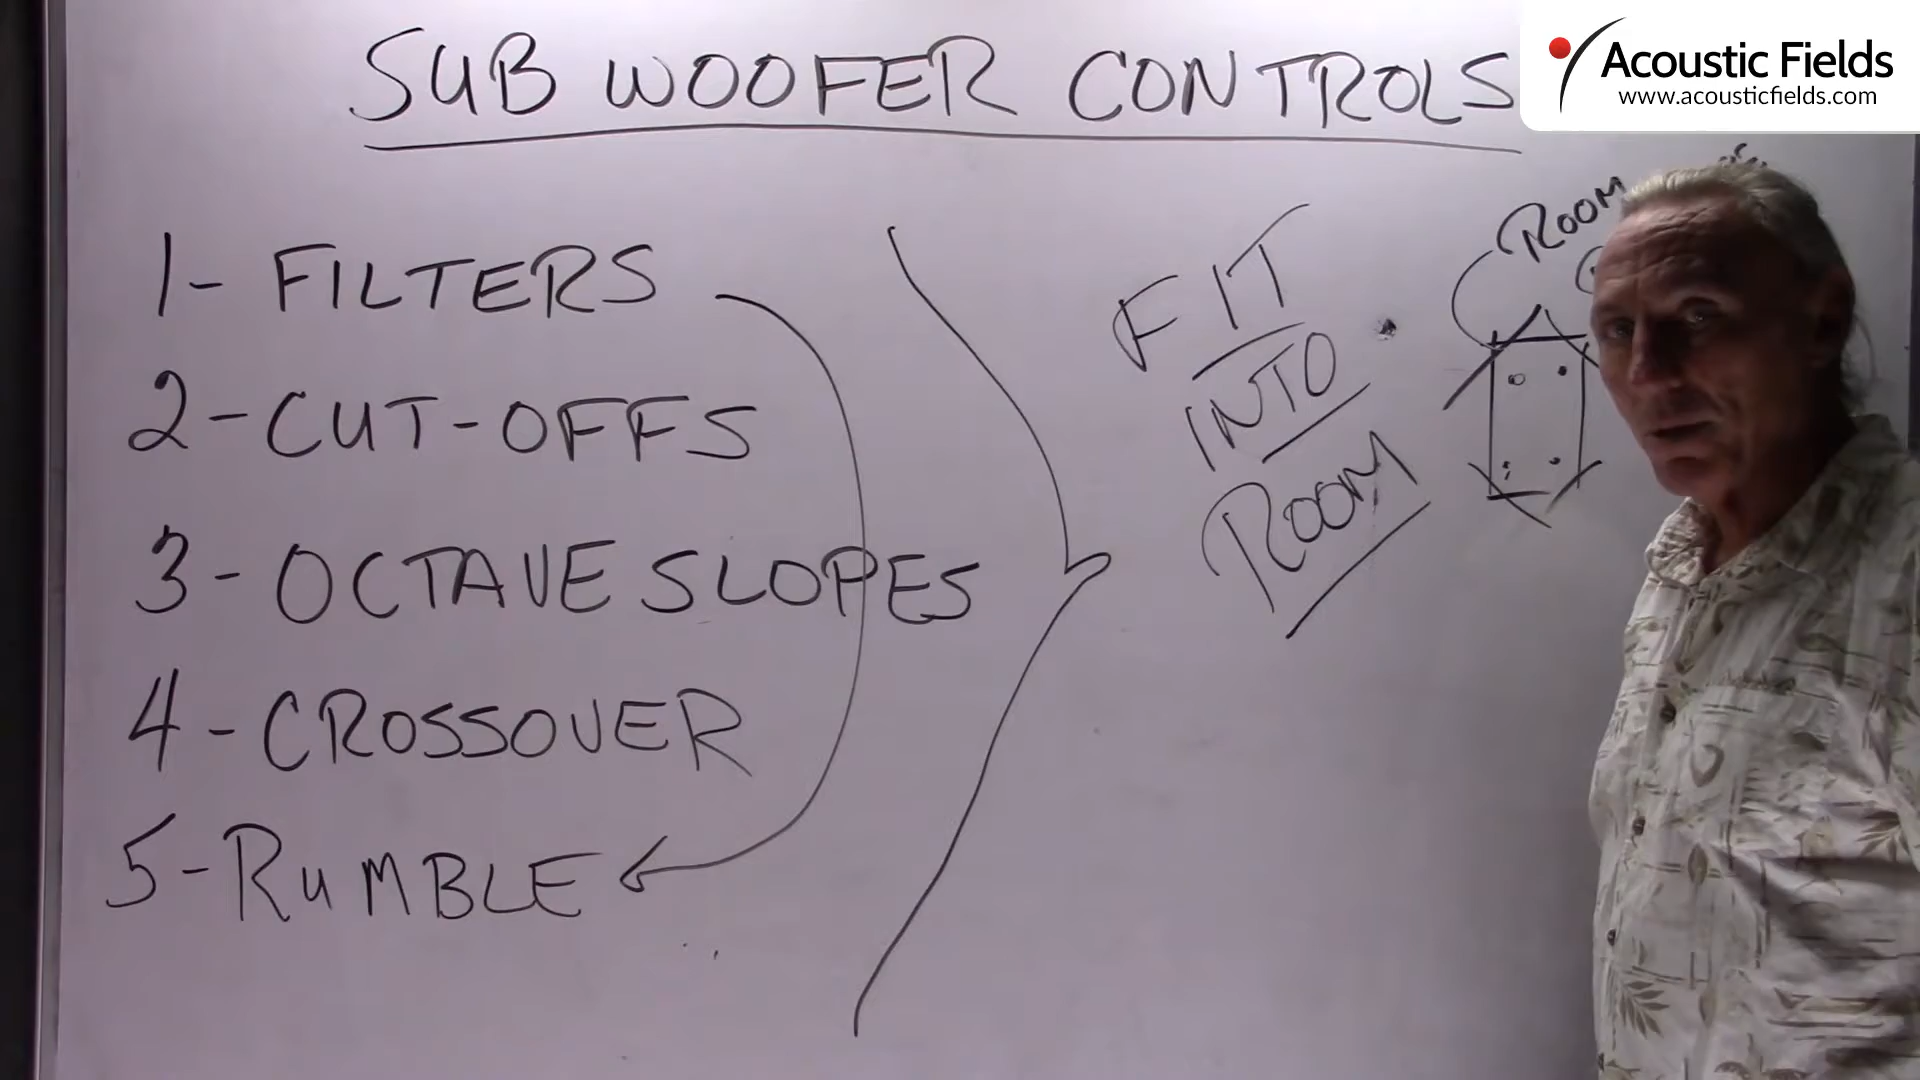 SUB WOOFER CONTROLS
Acoustic Fields
www.acousticfields.com
1- FILTERS
2- CUT-OFFS
3- OCTAVE SLOPES
4- CROSSOVER
5- RUMBLE
FIT
INTO
ROOM
ROOM